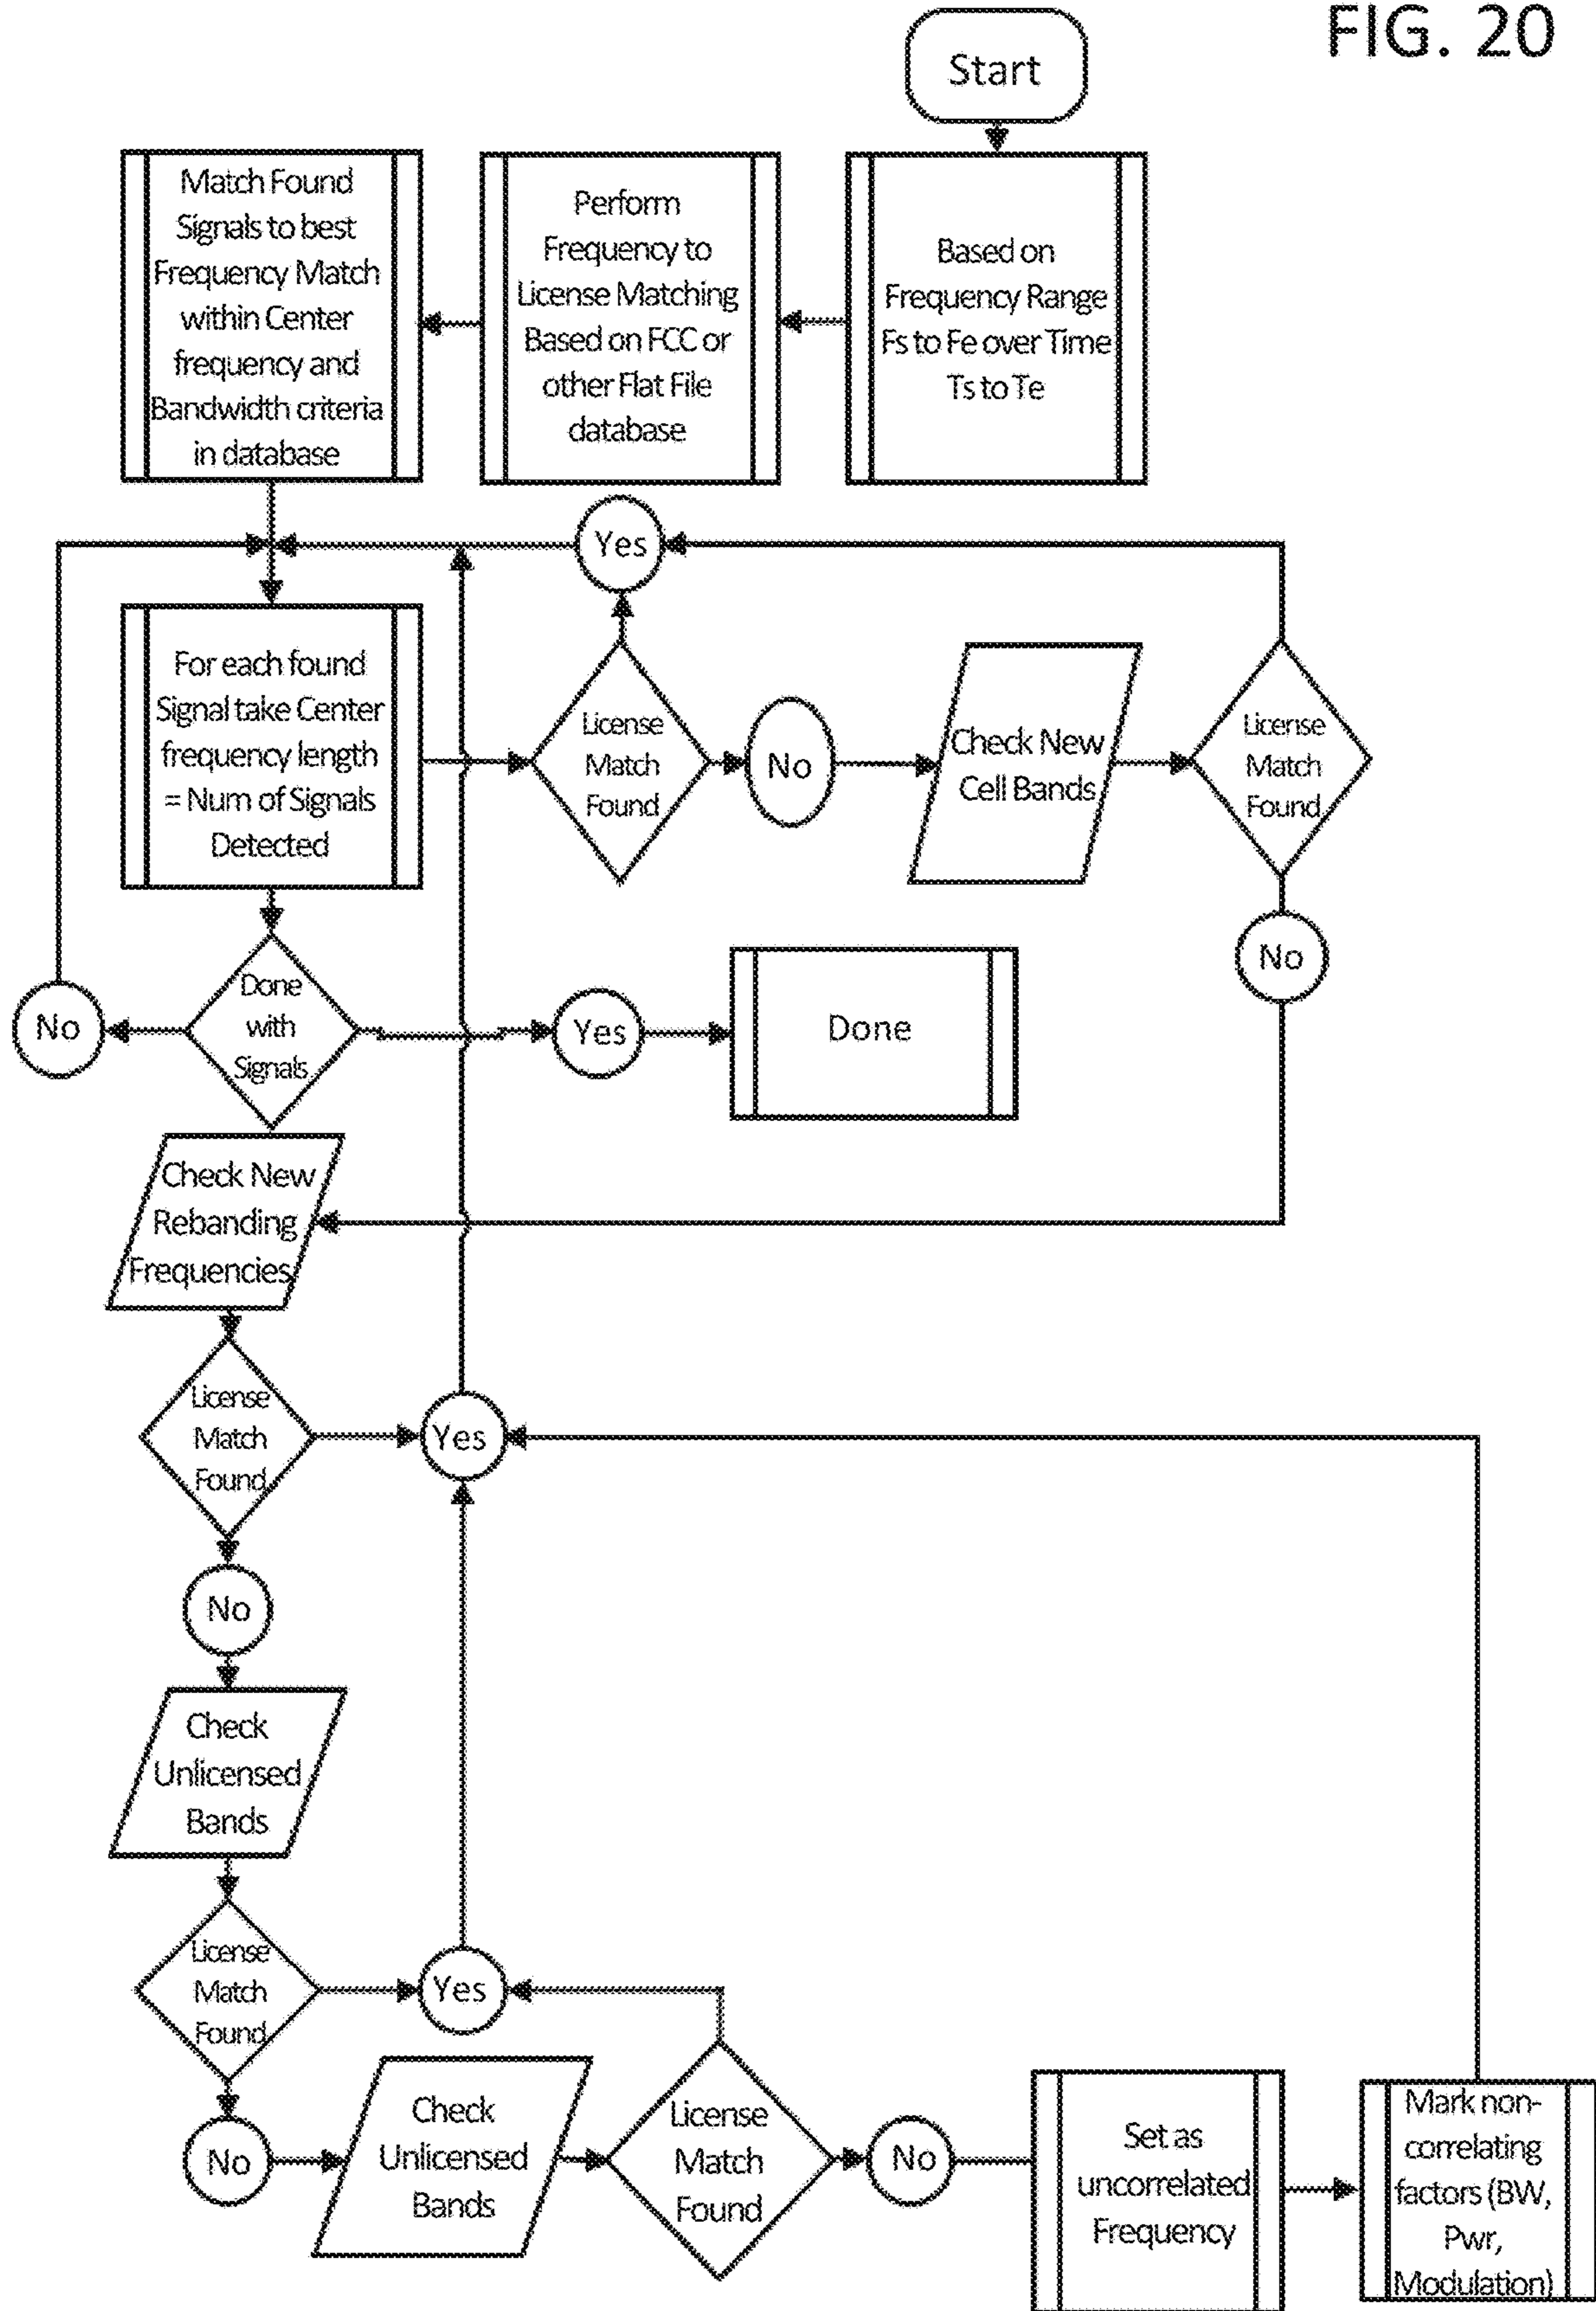 FIG. 20
Start
Match Found
Signals to best
Frequency Match
within Center
frequency and
Bandwidth criteria
in database
Perform
Frequency to
License Matching
Based on FCC or
other Flat File
database
Based on
Frequency Range
Fs to Fe over Time
Ts to Te
Yes
For each found
Signal take Center
frequency length
= Num of Signals
Detected
License
Match
Found
No
Check New
Cell Bands
License
Match
Found
No
Done
with
Signals
No
Yes
Done
Check New
Rebanding
Frequencies
License
Match
Found
Yes
No
Check
Unlicensed
Bands
License
Match
Found
Yes
No
Check
Unlicensed
Bands
License
Match
Found
No
Set as
uncorrelated
Frequency
Mark non-
correlating
factors (BW,
Pwr,
Modulation)